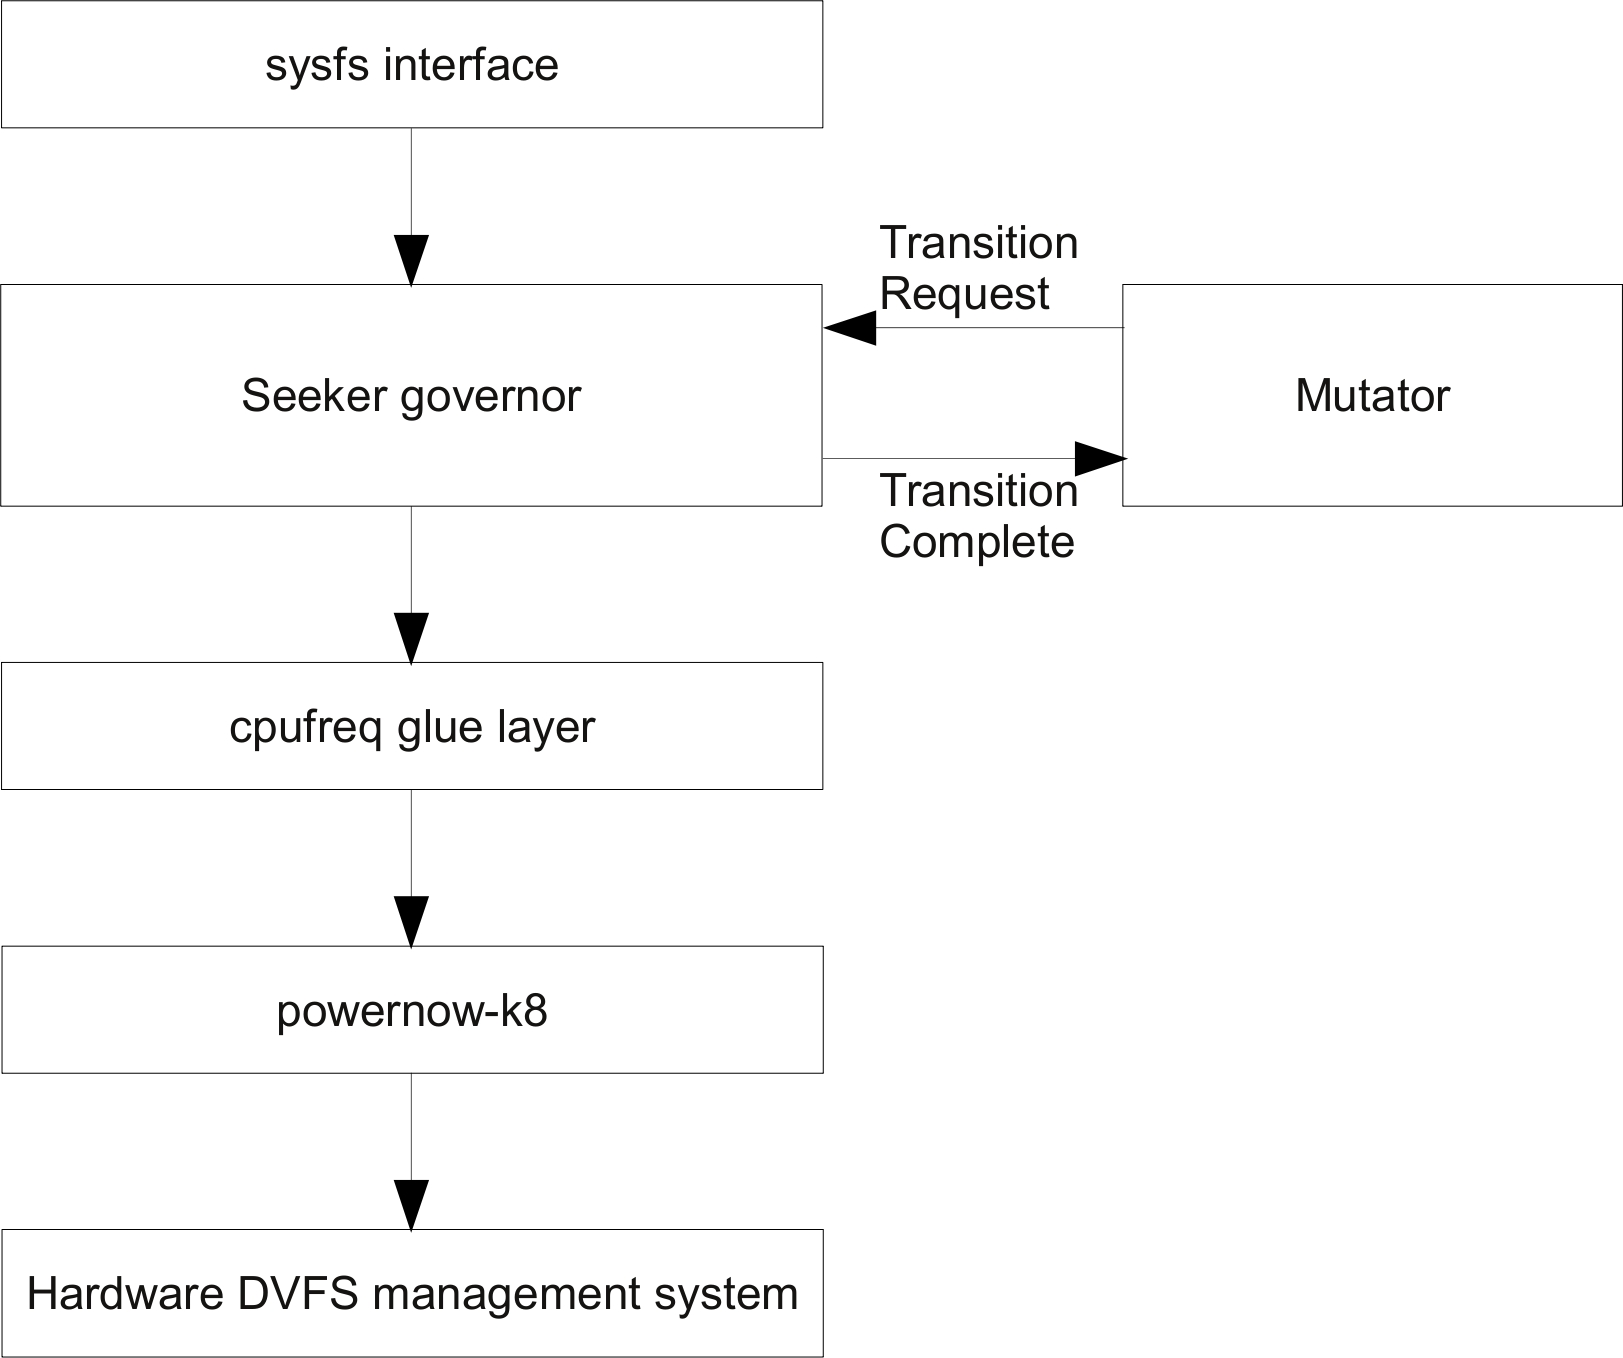 sysfs interface
Transition
Request
Seeker governor
Mutator
Transition
Complete
cpufreq glue layer
powernow-k8
Hardware DVFS management system